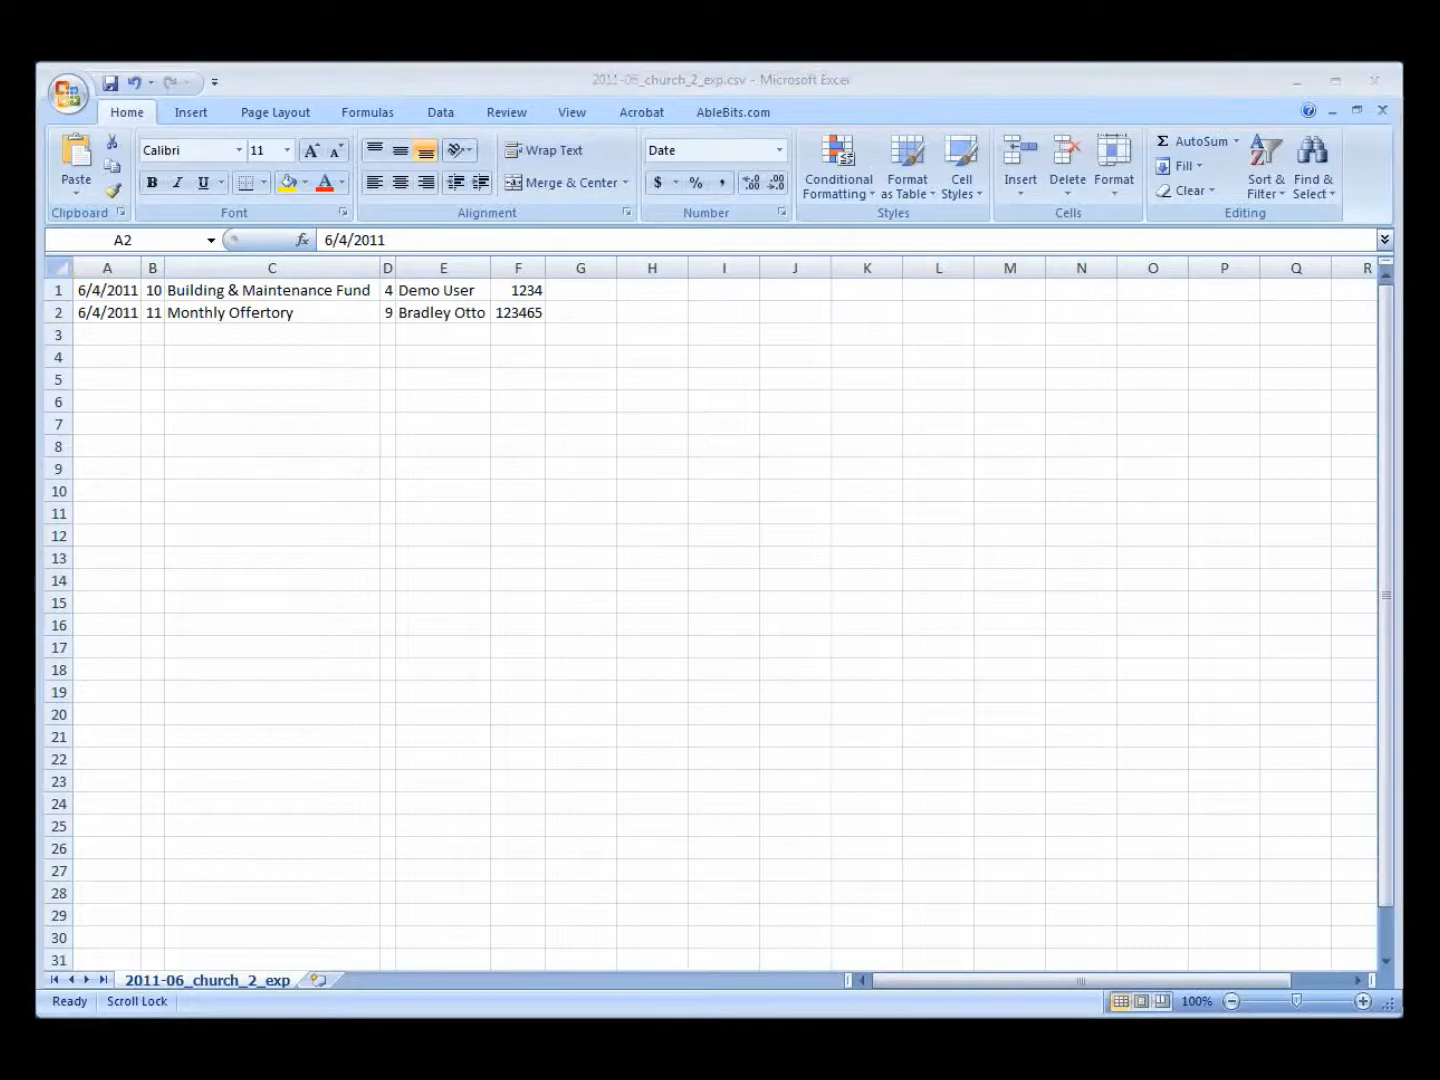 2011-06_church_2_exp.csv - Microsoft Excel
Home Insert Page Layout Formulas Data Review View Acrobat AbleBits.com
Paste
Clipboard
Calibri 11
B I U
Font
Wrap Text
Merge & Center
Alignment
Date
$ % ,
Number
Conditional Formatting
Format as Table
Cell Styles
Styles
Insert Delete Format
Cells
Σ AutoSum
Fill
Clear
Sort & Filter
Find & Select
Editing
A2 fx 6/4/2011
A B C D E F G H I J K L M N O P Q R
1 6/4/2011 10 Building & Maintenance Fund 4 Demo User 1234
2 6/4/2011 11 Monthly Offertory 9 Bradley Otto 123465
3
4
5
6
7
8
9
10
11
12
13
14
15
16
17
18
19
20
21
22
23
24
25
26
27
28
29
30
31
2011-06_church_2_exp
Ready Scroll Lock 100%